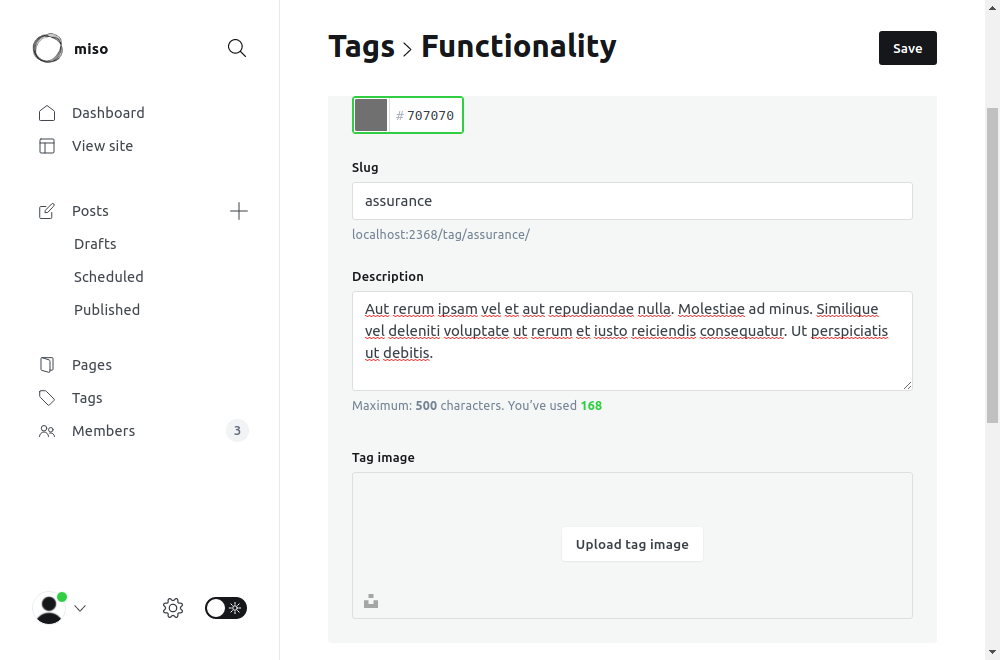 miso
Tags > Functionality
Save
Dashboard
View site
Posts
Drafts
Scheduled
Published
Pages
Tags
Members
3
# 707070
Slug
assurance
localhost:2368/tag/assurance/
Description
Aut rerum ipsam vel et aut repudiandae nulla. Molestiae ad minus. Similique
vel deleniti voluptate ut rerum et iusto reiciendis consequatur. Ut perspiciatis
ut debitis.
Maximum: 500 characters. You’ve used 168
Tag image
Upload tag image